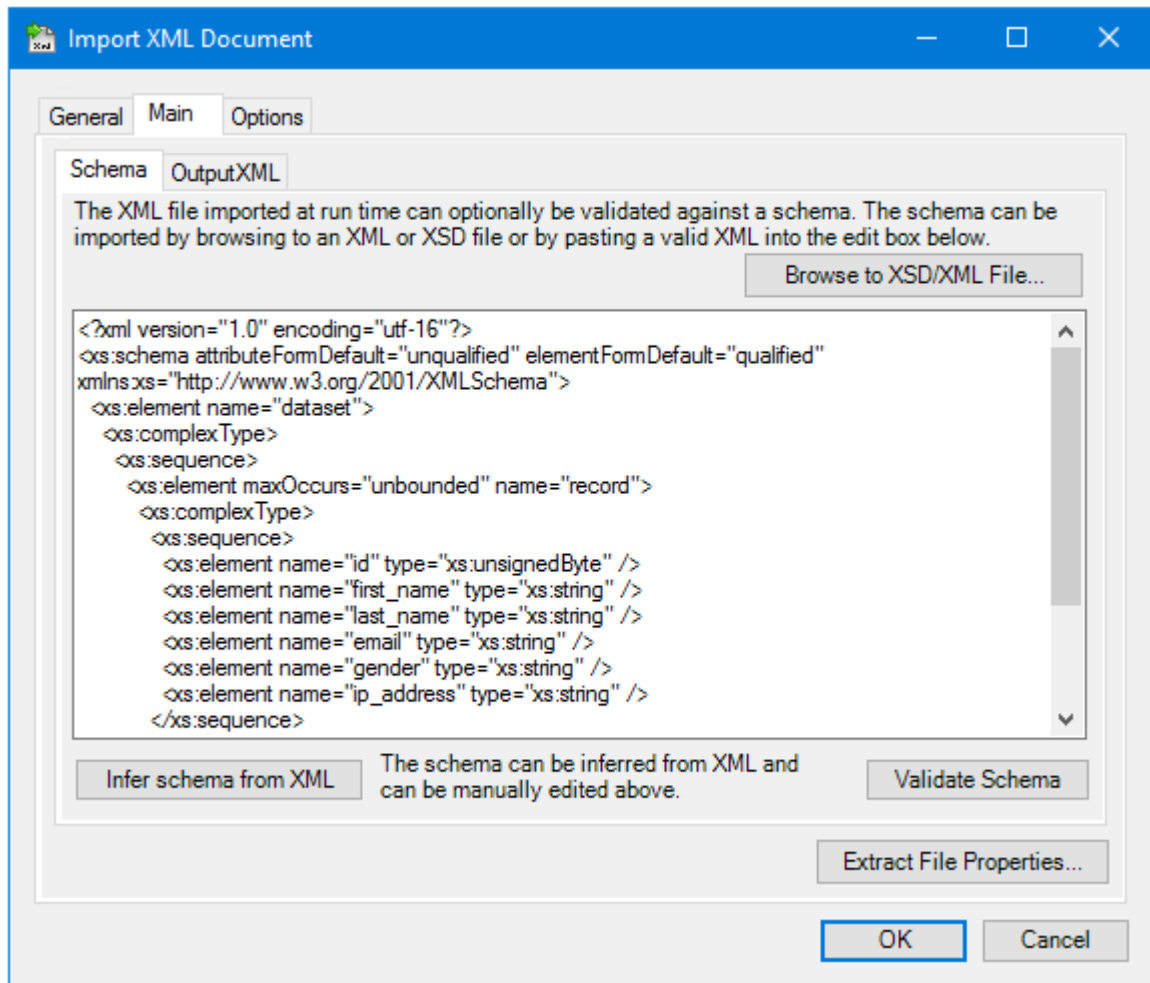 Import XML Document
General
Main
Options
Schema
OutputXML
The XML file imported at run time can optionally be validated against a schema. The schema can be
imported by browsing to an XML or XSD file or by pasting a valid XML into the edit box below.
Browse to XSD/XML File...
<?xml version="1.0" encoding="utf-16"?>
<xs:schema attributeFormDefault="unqualified" elementFormDefault="qualified"
xmlns:xs="http://www.w3.org/2001/XMLSchema">
<xs:element name="dataset">
<xs:complexType>
<xs:sequence>
<xs:element maxOccurs="unbounded" name="record">
<xs:complexType>
<xs:sequence>
<xs:element name="id" type="xs:unsignedByte" />
<xs:element name="first_name" type="xs:string" />
<xs:element name="last_name" type="xs:string" />
<xs:element name="email" type="xs:string" />
<xs:element name="gender" type="xs:string" />
<xs:element name="ip_address" type="xs:string" />
</xs:sequence>
Infer schema from XML
The schema can be inferred from XML and
can be manually edited above.
Validate Schema
Extract File Properties...
OK
Cancel